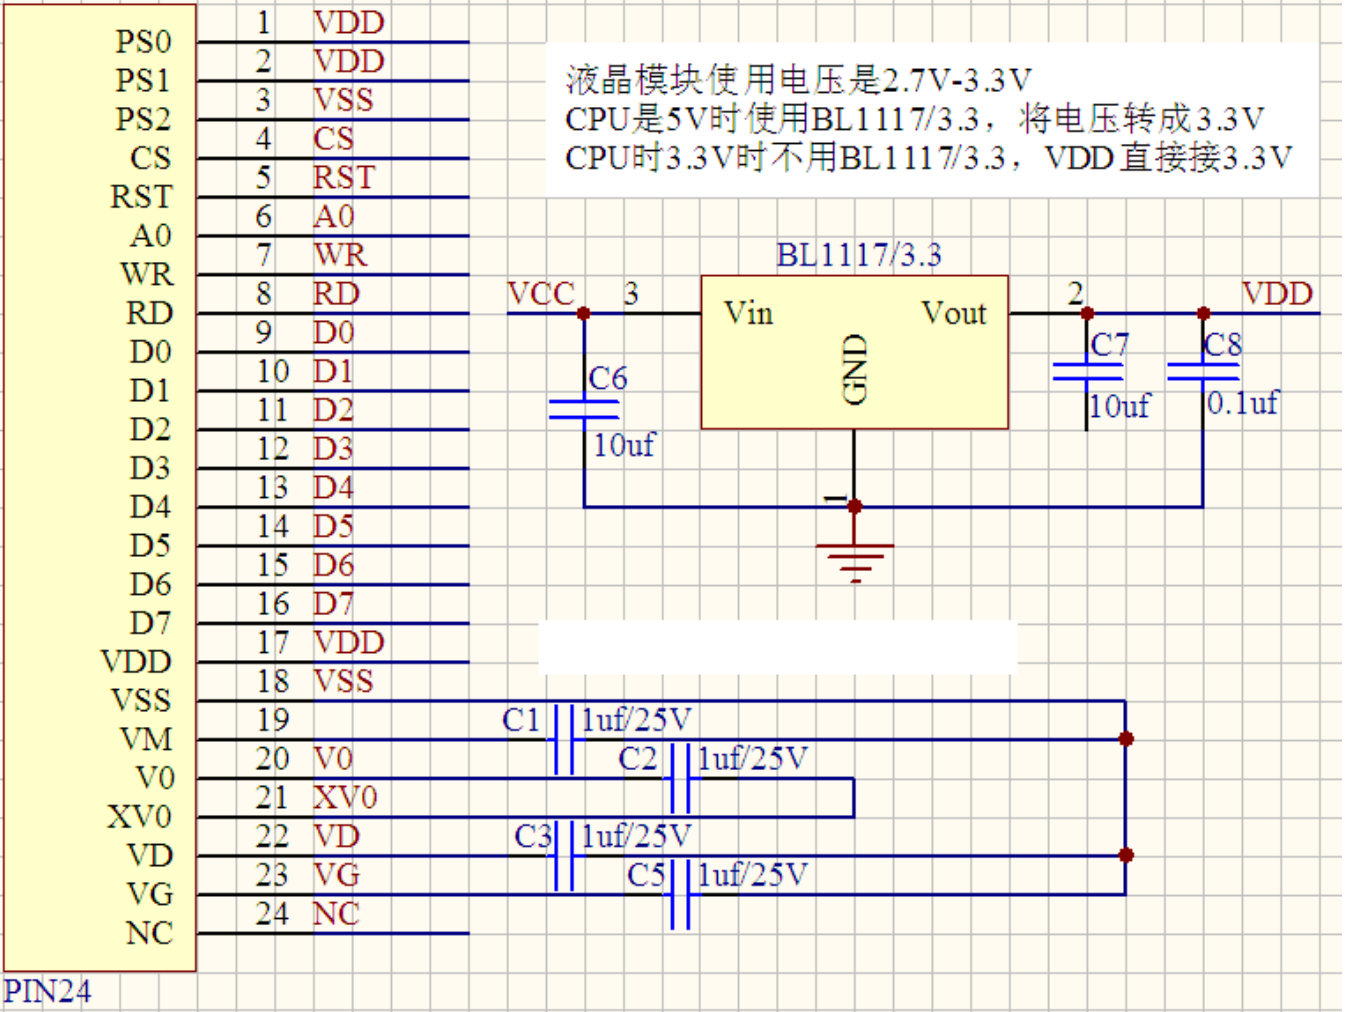 PS0 1 VDD
PS1 2 VDD
PS2 3 VSS
CS 4 CS
RST 5 RST
A0 6 A0
WR 7 WR
RD 8 RD
D0 9 D0
D1 10 D1
D2 11 D2
D3 12 D3
D4 13 D4
D5 14 D5
D6 15 D6
D7 16 D7
VDD 17 VDD
VSS 18 VSS
VM 19
V0 20 V0
XV0 21 XV0
VD 22 VD
VG 23 VG
NC 24 NC
PIN24
液晶模块使用电压是2.7V-3.3V
CPU是5V时使用BL1117/3.3，将电压转成3.3V
CPU时3.3V时不用BL1117/3.3，VDD直接接3.3V
BL1117/3.3
VCC 3 Vin Vout 2 VDD
GND
1
C6
10uf
C7
10uf
C8
0.1uf
C1 1uf/25V
C2 1uf/25V
C3 1uf/25V
C5 1uf/25V